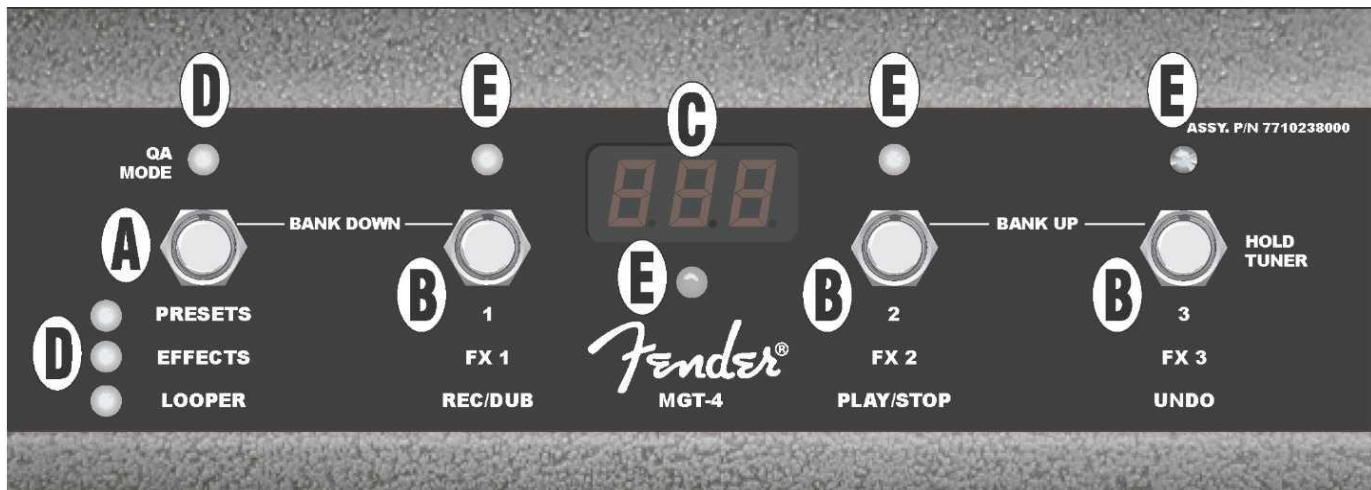 D E E E
C
ASSY. P/N 7710238000
QA
MODE
888
A BANK DOWN BANK UP
HOLD
TUNER
B E B B
PRESETS 1 2 3
D EFFECTS FX 1 Fender® FX 2 FX 3
LOOPER REC/DUB MGT-4 PLAY/STOP UNDO